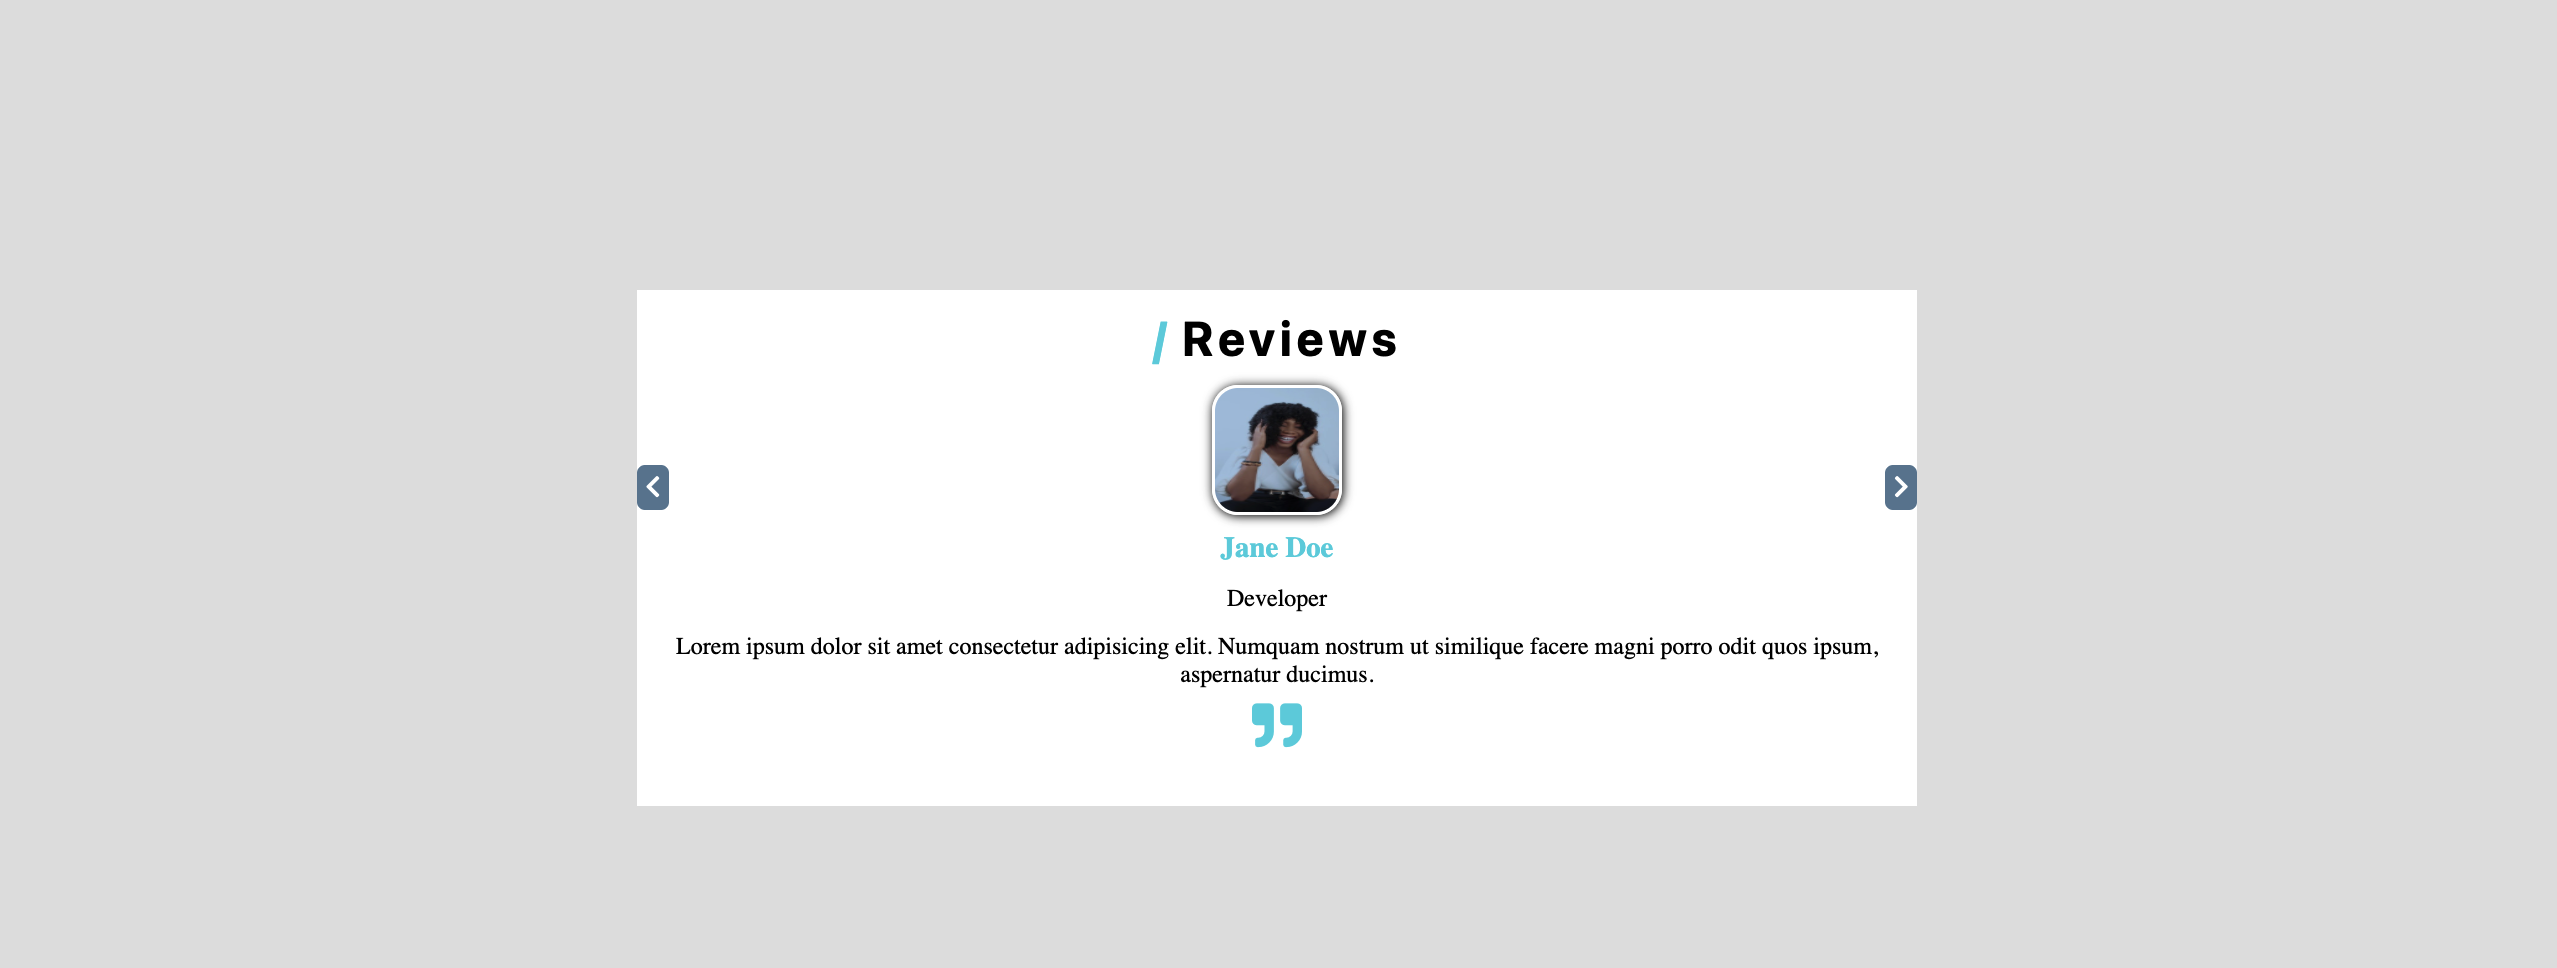 / Reviews
Jane Doe
Developer
Lorem ipsum dolor sit amet consectetur adipisicing elit. Numquam nostrum ut similique facere magni porro odit quos ipsum,
aspernatur ducimus.
”